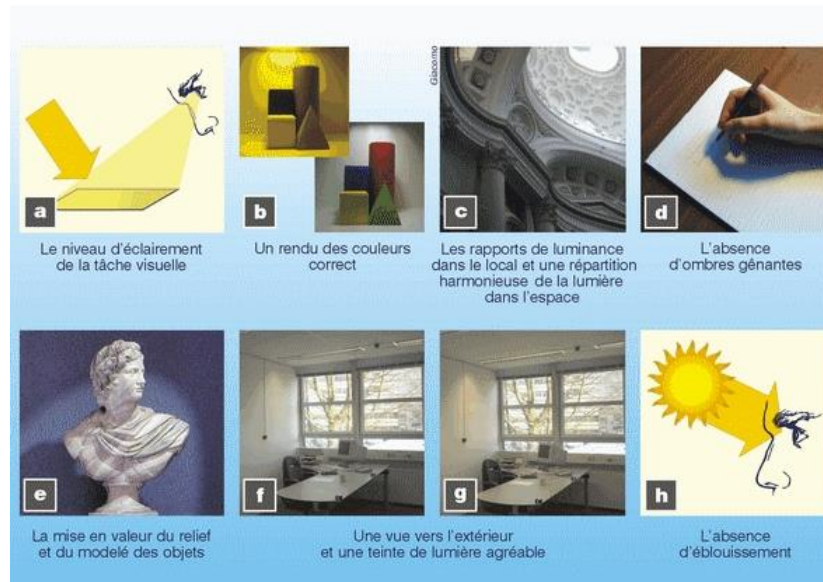 Giacomo
a
b
c
d
Le niveau d'éclairement
de la tâche visuelle
Un rendu des couleurs
correct
Les rapports de luminance
dans le local et une répartition
harmonieuse de la lumière
dans l'espace
L'absence
d'ombres gênantes
e
f
g
h
La mise en valeur du relief
et du modelé des objets
Une vue vers l'extérieur
et une teinte de lumière agréable
L'absence
d'éblouissement